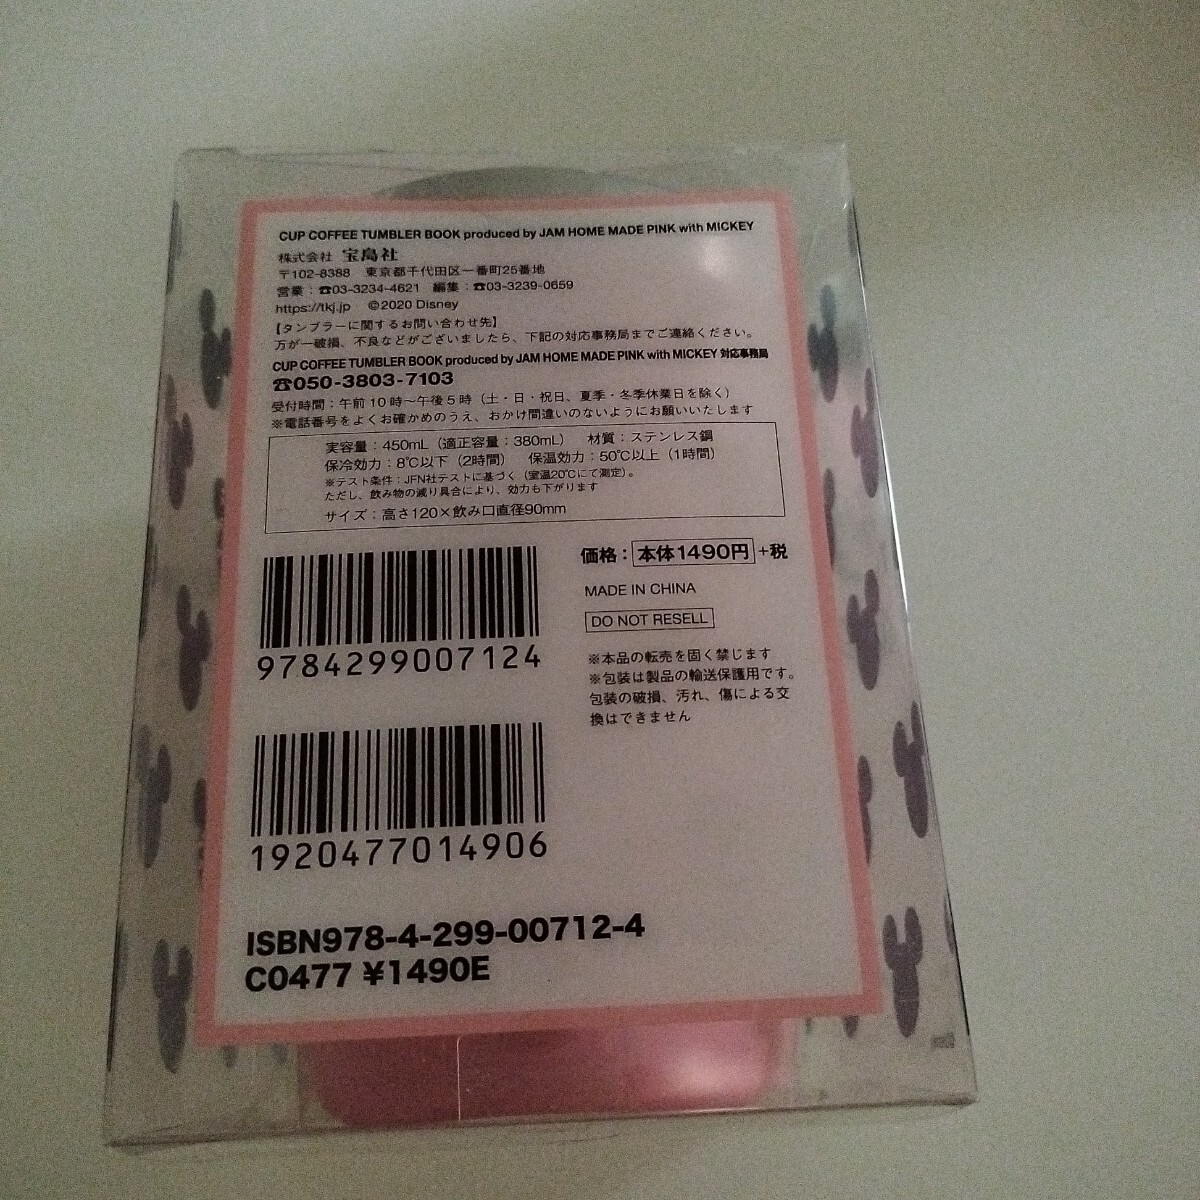 CUP COFFEE TUMBLER BOOK produced by JAM HOME MADE PINK with MICKEY
株式会社 宝島社
〒102-8388　東京都千代田区一番町25番地
営業：☎03-3234-4621　編集：☎03-3239-0659
https://tkj.jp　©2020 Disney
【タンブラーに関するお問い合わせ先】
万が一破損、不良などがございましたら、下記の対応事務局までご連絡ください。
CUP COFFEE TUMBLER BOOK produced by JAM HOME MADE PINK with MICKEY 対応事務局
☎050-3803-7103
受付時間：午前10時～午後5時（土・日・祝日、夏季・冬季休業日を除く）
※電話番号をよくお確かめのうえ、おかけ間違いのないようにお願いいたします
実容量：450mL（適正容量：380mL）　材質：ステンレス鋼
保冷効力：8℃以下（2時間）　保温効力：50℃以上（1時間）
※テスト条件：JFN社テストに基づく（室温20℃にて測定）。
ただし、飲み物の減り具合により、効力も下がります
サイズ：高さ120×飲み口直径90mm
価格：本体1490円+税
MADE IN CHINA
DO NOT RESELL
※本品の転売を固く禁じます
※包装は製品の輸送保護用です。
包装の破損、汚れ、傷による交
換はできません
9784299007124
1920477014906
ISBN978-4-299-00712-4
C0477 ¥1490E